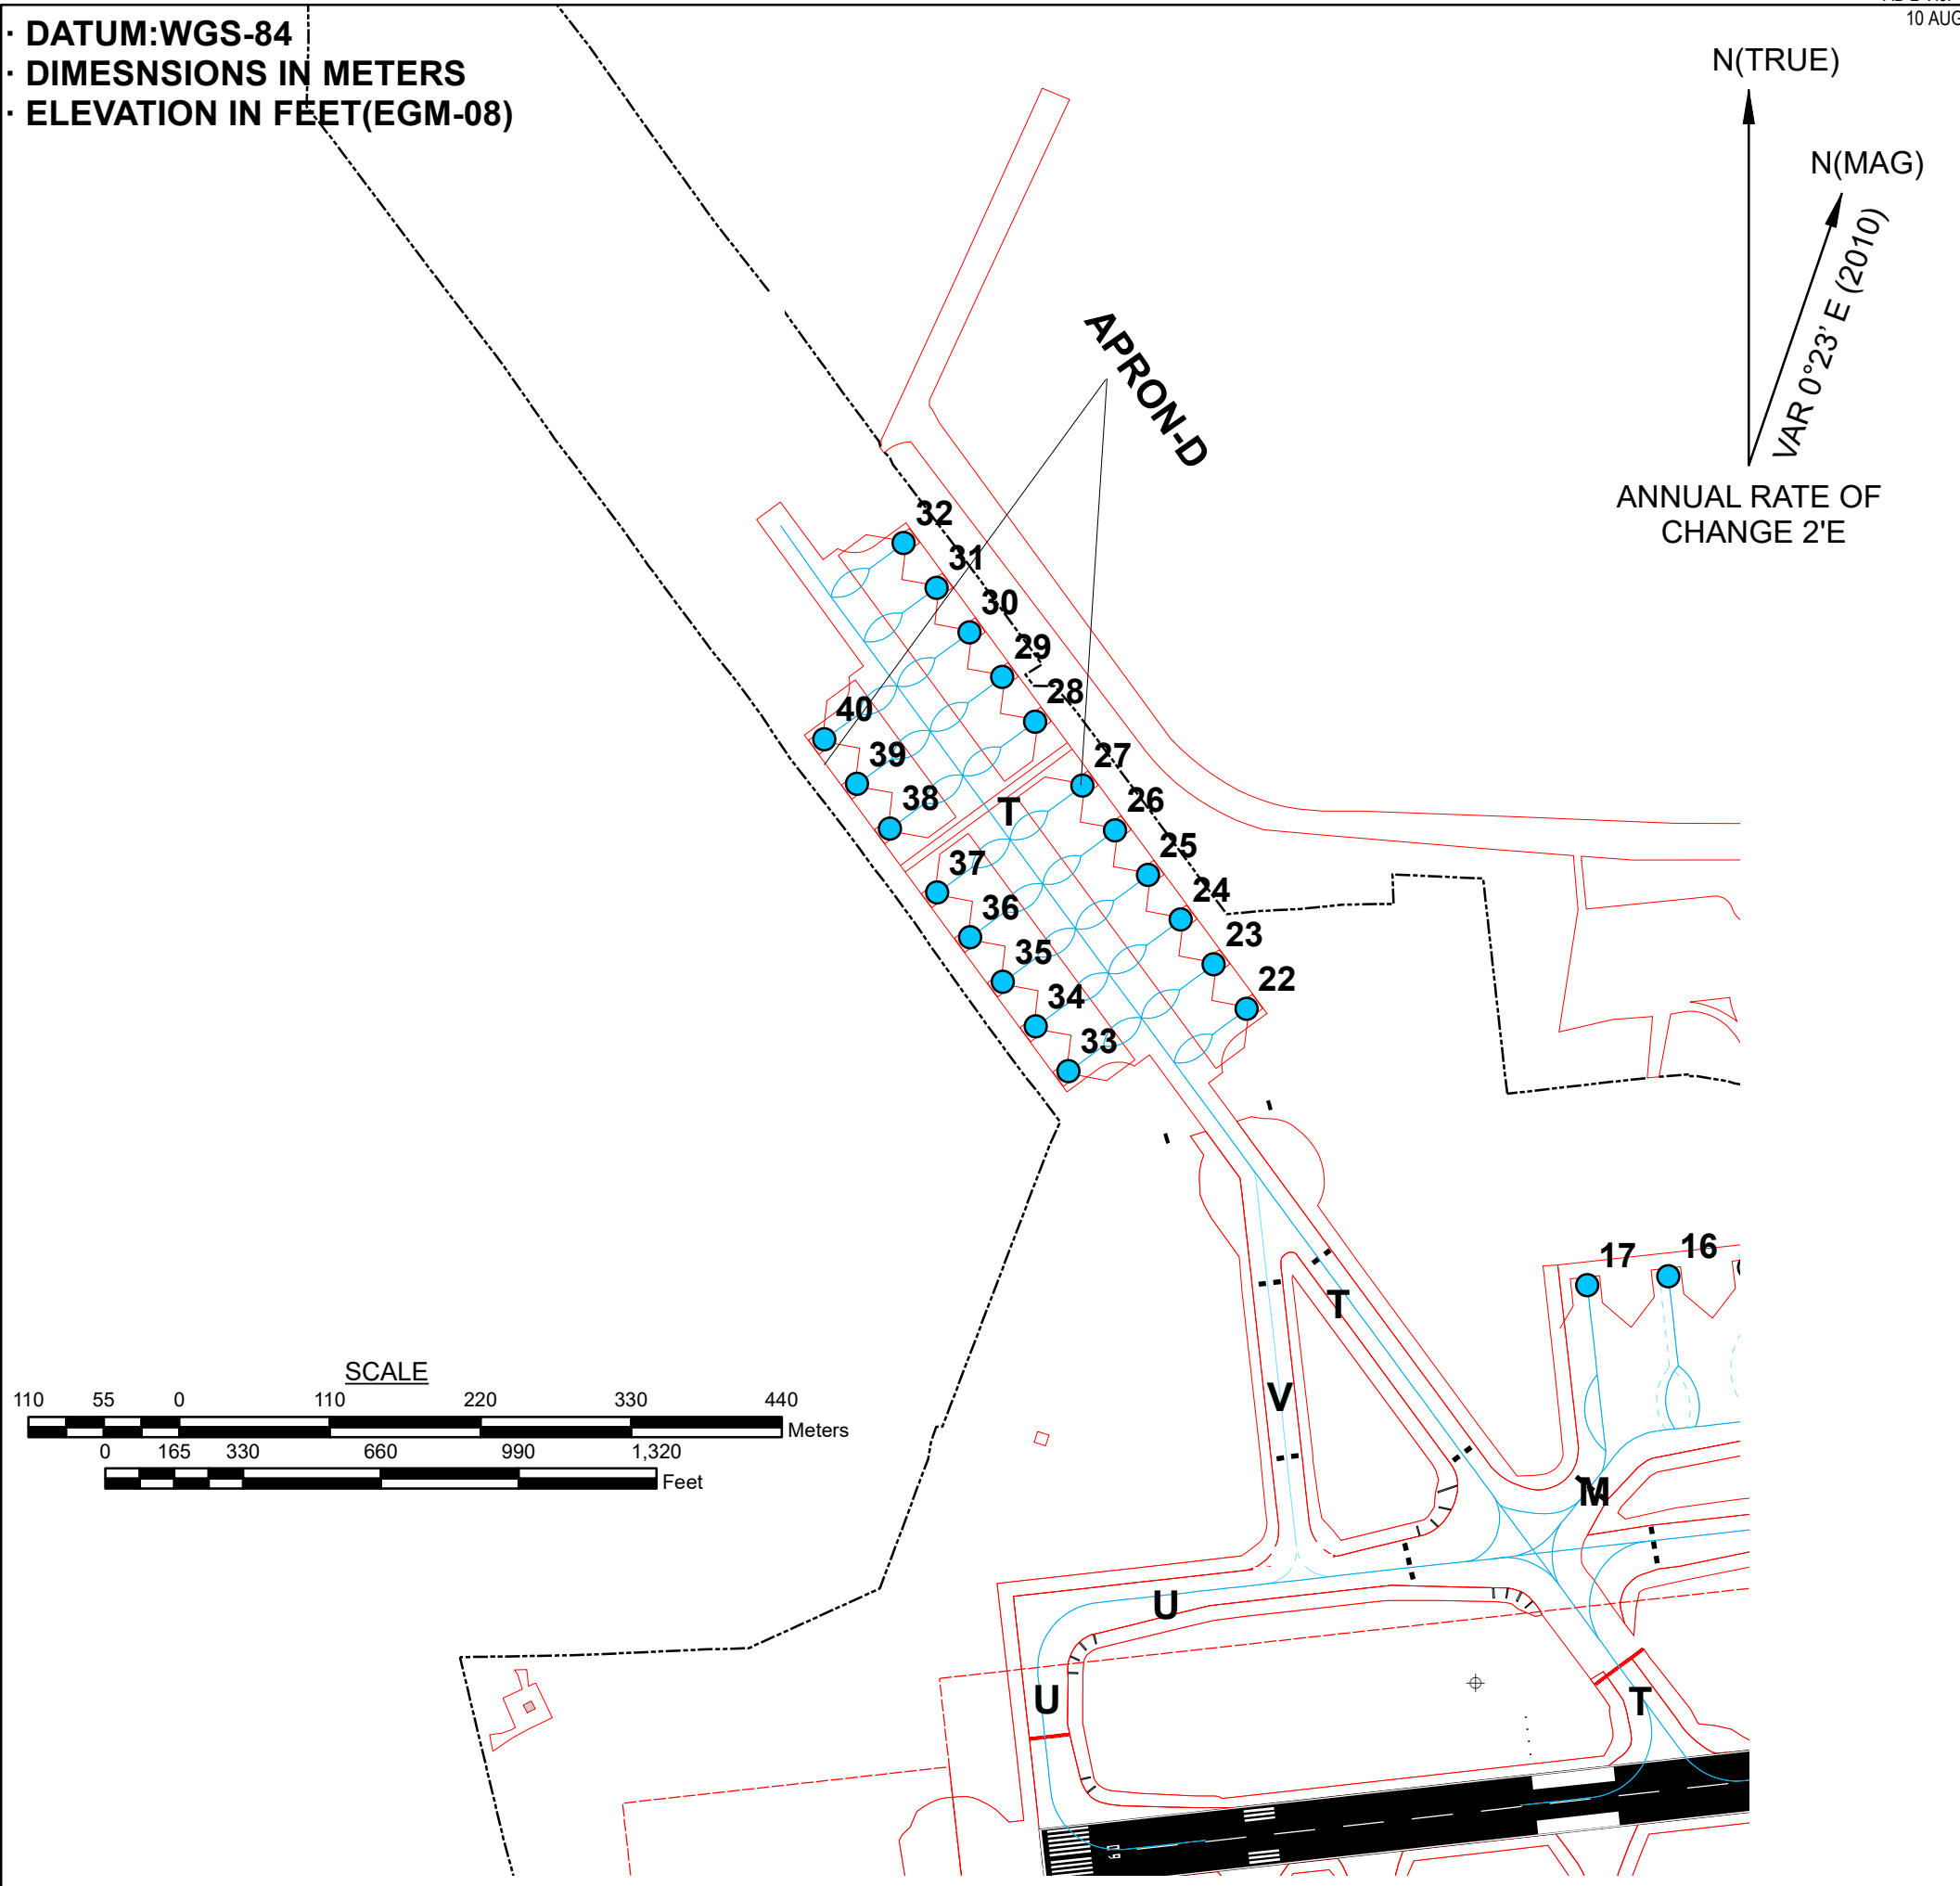 10 AUG
· DATUM:WGS-84
· DIMESNSIONS IN METERS
· ELEVATION IN FEET(EGM-08)
N(TRUE)
N(MAG)
VAR 0°23' E (2010)
ANNUAL RATE OF
CHANGE 2'E
APRON-D
32
31
30
29
28
40
39
38
27
T
26
25
37
24
36
23
35
22
34
33
17
16
T
V
M
U
U
T
09
SCALE
110 55 0 110 220 330 440
Meters
0 165 330 660 990 1,320
Feet